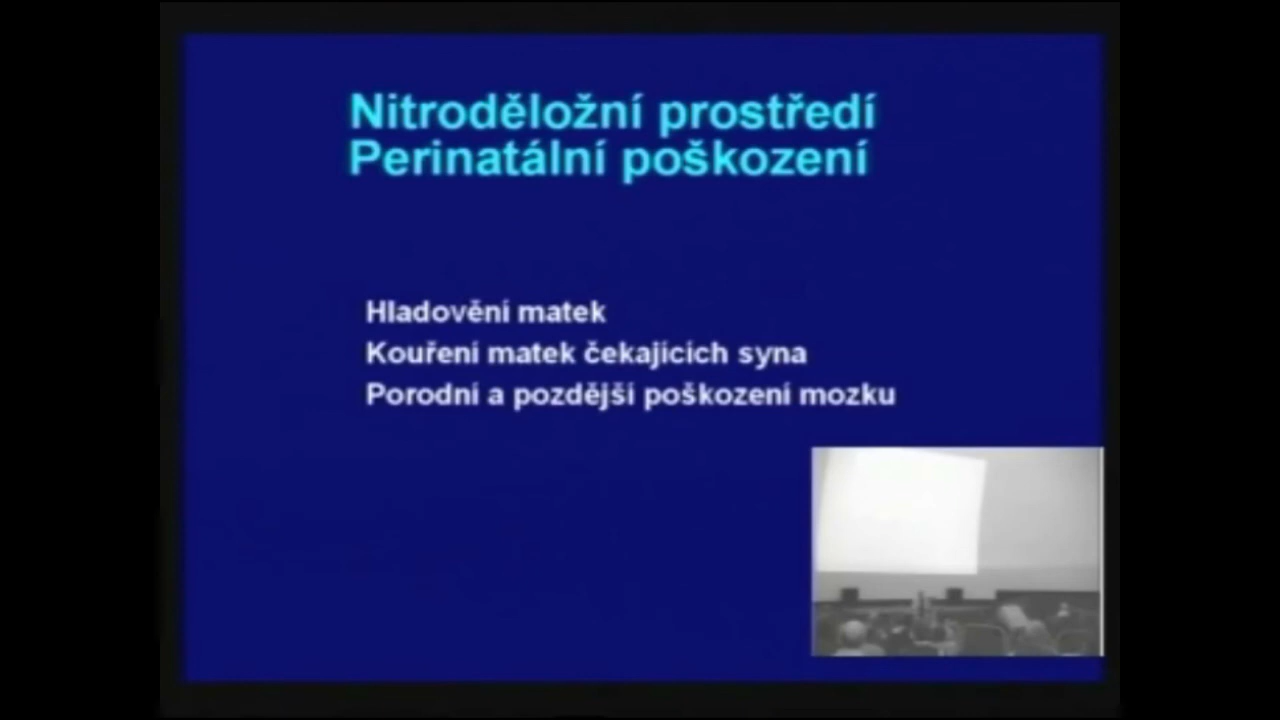 Nitroděložní prostředí
Perinatální poškození
Hladovění matek
Kouření matek čekajících syna
Porodní a pozdější poškození mozku